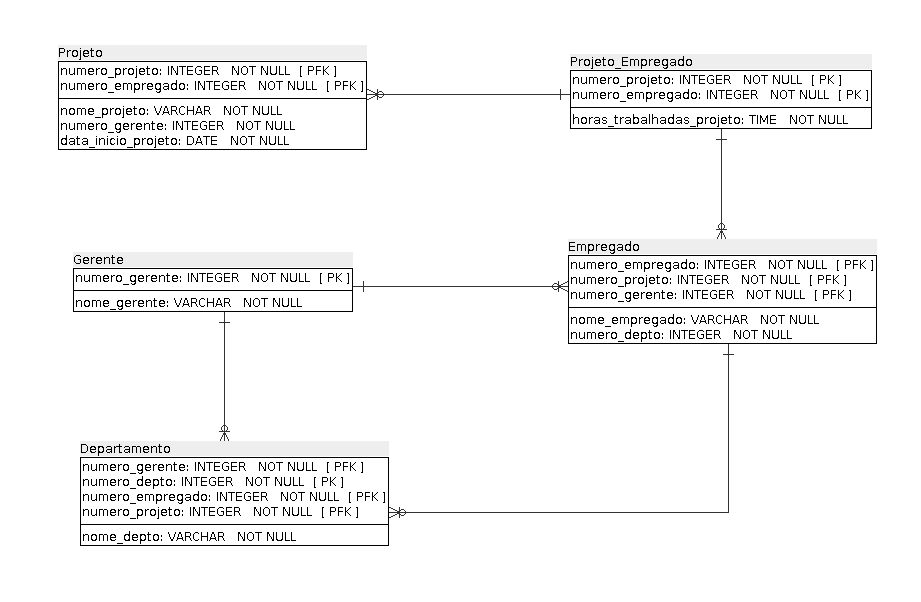 Projeto
numero_projeto: INTEGER NOT NULL [ PFK ]
numero_empregado: INTEGER NOT NULL [ PFK ]
nome_projeto: VARCHAR NOT NULL
numero_gerente: INTEGER NOT NULL
data_inicio_projeto: DATE NOT NULL
Projeto_Empregado
numero_projeto: INTEGER NOT NULL [ PK ]
numero_empregado: INTEGER NOT NULL [ PK ]
horas_trabalhadas_projeto: TIME NOT NULL
Gerente
numero_gerente: INTEGER NOT NULL [ PK ]
nome_gerente: VARCHAR NOT NULL
Empregado
numero_empregado: INTEGER NOT NULL [ PFK ]
numero_projeto: INTEGER NOT NULL [ PFK ]
numero_gerente: INTEGER NOT NULL [ PFK ]
nome_empregado: VARCHAR NOT NULL
numero_depto: INTEGER NOT NULL
Departamento
numero_gerente: INTEGER NOT NULL [ PFK ]
numero_depto: INTEGER NOT NULL [ PK ]
numero_empregado: INTEGER NOT NULL [ PFK ]
numero_projeto: INTEGER NOT NULL [ PFK ]
nome_depto: VARCHAR NOT NULL